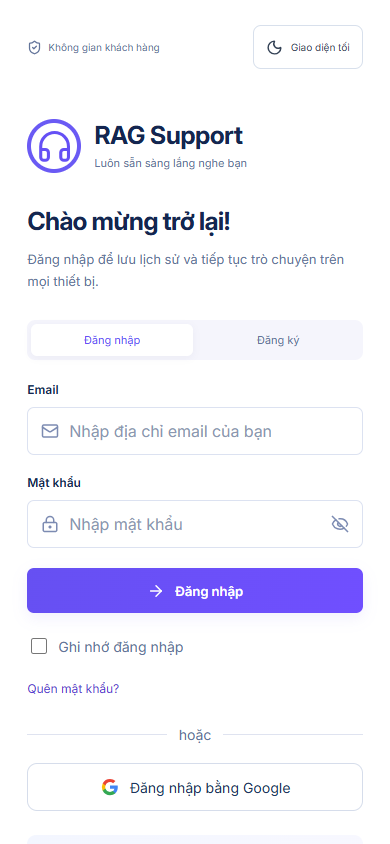 Không gian khách hàng
Giao diện tối
RAG Support
Luôn sẵn sàng lắng nghe bạn
Chào mừng trở lại!
Đăng nhập để lưu lịch sử và tiếp tục trò chuyện trên
mọi thiết bị.
Đăng nhập
Đăng ký
Email
Nhập địa chỉ email của bạn
Mật khẩu
Nhập mật khẩu
Đăng nhập
Ghi nhớ đăng nhập
Quên mật khẩu?
hoặc
Đăng nhập bằng Google